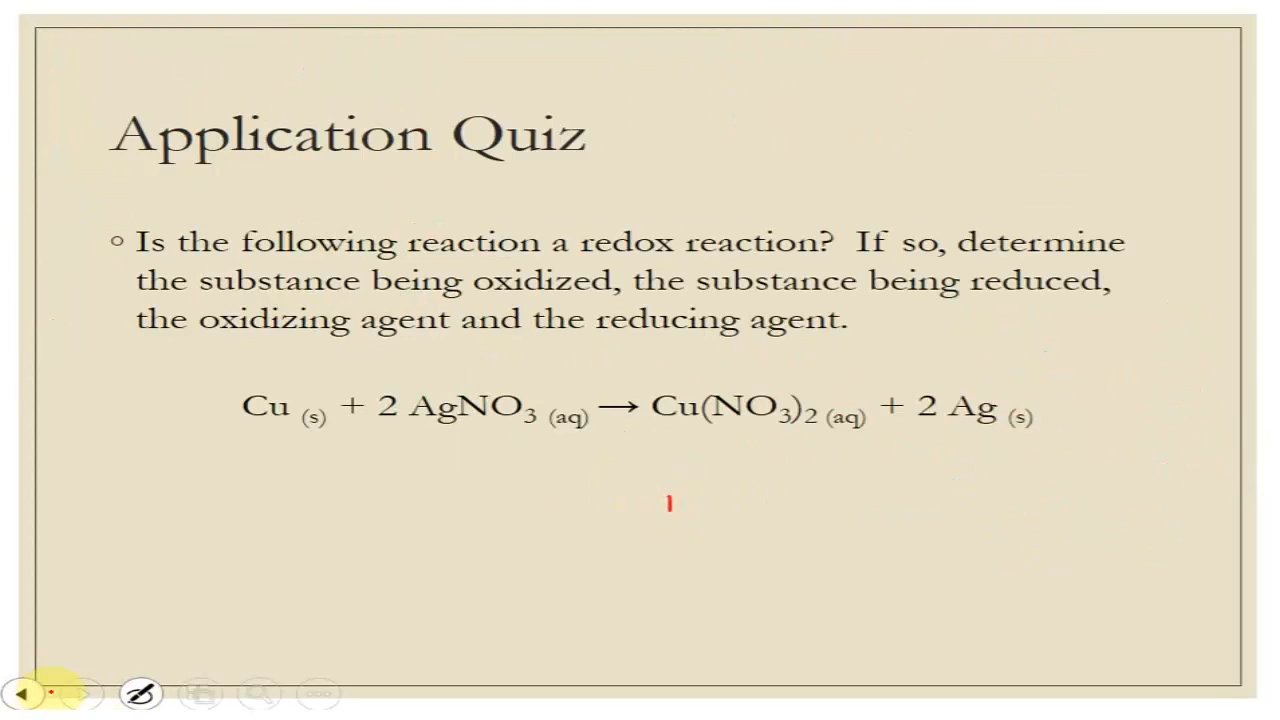 Application Quiz
Is the following reaction a redox reaction? If so, determine
the substance being oxidized, the substance being reduced,
the oxidizing agent and the reducing agent.
Cu (s) + 2 AgNO₃ (aq) → Cu(NO₃)₂ (aq) + 2 Ag (s)